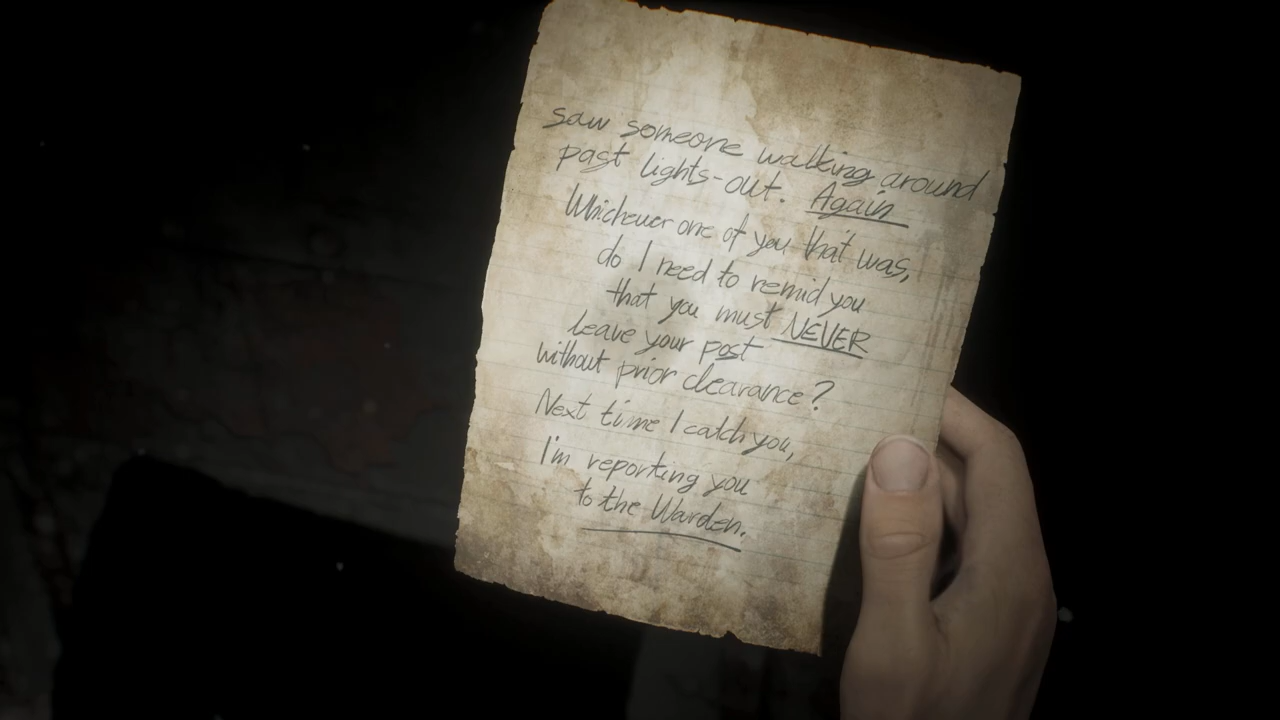 saw someone walking around
past lights-out. Again
Whichever one of you that was,
do I need to remid you
that you must NEVER
leave your post
without prior clearance?
Next time I catch you,
I'm reporting you
to the Warden.